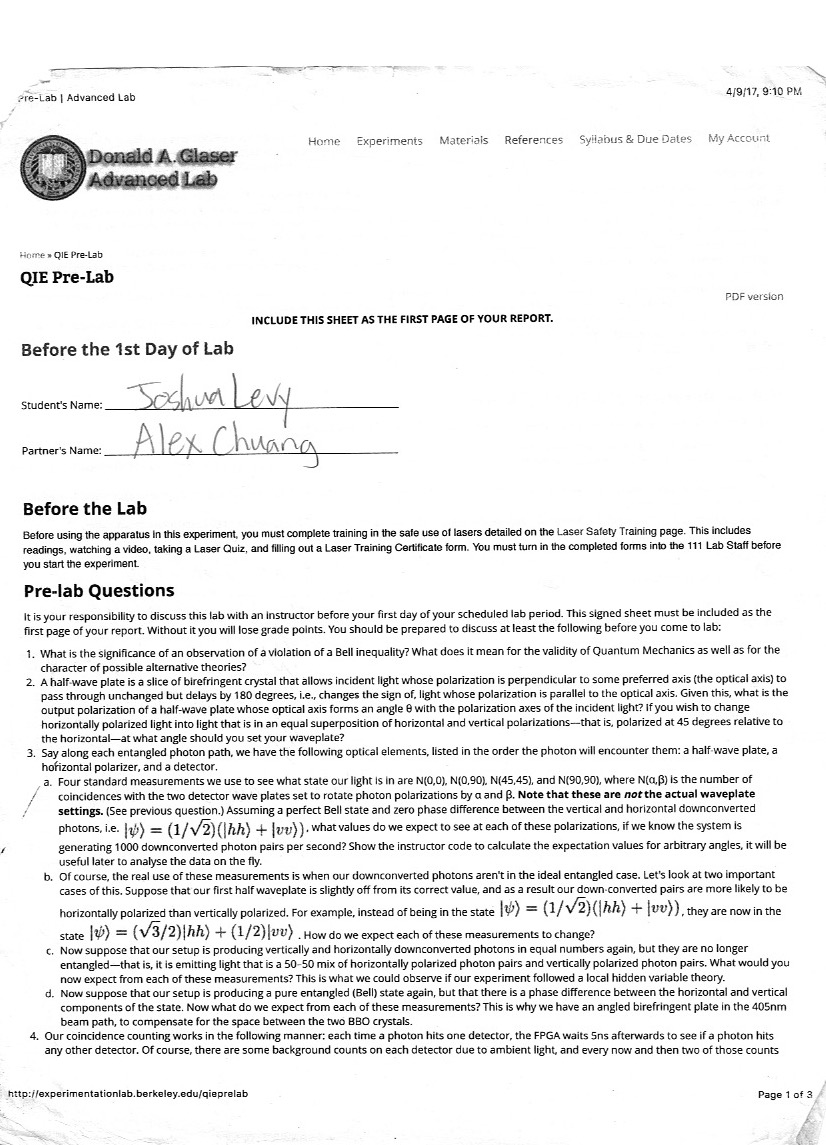 Pre-Lab | Advanced Lab
4/9/17, 9:10 PM
Donald A. Glaser
Advanced Lab
Home Experiments Materials References Syllabus & Due Dates My Account
Home » QIE Pre-Lab
QIE Pre-Lab
PDF version
INCLUDE THIS SHEET AS THE FIRST PAGE OF YOUR REPORT.
Before the 1st Day of Lab
Student's Name: Joshua Levy
Partner's Name: Alex Chuang
Before the Lab
Before using the apparatus in this experiment, you must complete training in the safe use of lasers detailed on the Laser Safety Training page. This includes
readings, watching a video, taking a Laser Quiz, and filling out a Laser Training Certificate form. You must turn in the completed forms into the 111 Lab Staff before
you start the experiment.
Pre-lab Questions
It is your responsibility to discuss this lab with an instructor before your first day of your scheduled lab period. This signed sheet must be included as the
first page of your report. Without it you will lose grade points. You should be prepared to discuss at least the following before you come to lab:
1. What is the significance of an observation of a violation of a Bell inequality? What does it mean for the validity of Quantum Mechanics as well as for the
character of possible alternative theories?
2. A half-wave plate is a slice of birefringent crystal that allows incident light whose polarization is perpendicular to some preferred axis (the optical axis) to
pass through unchanged but delays by 180 degrees, i.e., changes the sign of, light whose polarization is parallel to the optical axis. Given this, what is the
output polarization of a half-wave plate whose optical axis forms an angle θ with the polarization axes of the incident light? If you wish to change
horizontally polarized light into light that is in an equal superposition of horizontal and vertical polarizations—that is, polarized at 45 degrees relative to
the horizontal—at what angle should you set your waveplate?
3. Say along each entangled photon path, we have the following optical elements, listed in the order the photon will encounter them: a half-wave plate, a
horizontal polarizer, and a detector.
a. Four standard measurements we use to see what state our light is in are N(0,0), N(0,90), N(45,45), and N(90,90), where N(α,β) is the number of
coincidences with the two detector wave plates set to rotate photon polarizations by α and β. Note that these are not the actual waveplate
settings. (See previous question.) Assuming a perfect Bell state and zero phase difference between the vertical and horizontal downconverted
photons, i.e. |ψ⟩ = (1/√2)(|hh⟩ + |vv⟩), what values do we expect to see at each of these polarizations, if we know the system is
generating 1000 downconverted photon pairs per second? Show the instructor code to calculate the expectation values for arbitrary angles, it will be
useful later to analyse the data on the fly.
b. Of course, the real use of these measurements is when our downconverted photons aren't in the ideal entangled case. Let's look at two important
cases of this. Suppose that our first half waveplate is slightly off from its correct value, and as a result our down-converted pairs are more likely to be
horizontally polarized than vertically polarized. For example, instead of being in the state |ψ⟩ = (1/√2)(|hh⟩ + |vv⟩), they are now in the
state |ψ⟩ = (√3/2)|hh⟩ + (1/2)|vv⟩ . How do we expect each of these measurements to change?
c. Now suppose that our setup is producing vertically and horizontally downconverted photons in equal numbers again, but they are no longer
entangled—that is, it is emitting light that is a 50-50 mix of horizontally polarized photon pairs and vertically polarized photon pairs. What would you
now expect from each of these measurements? This is what we could observe if our experiment followed a local hidden variable theory.
d. Now suppose that our setup is producing a pure entangled (Bell) state again, but that there is a phase difference between the horizontal and vertical
components of the state. Now what do we expect from each of these measurements? This is why we have an angled birefringent plate in the 405nm
beam path, to compensate for the space between the two BBO crystals.
4. Our coincidence counting works in the following manner: each time a photon hits one detector, the FPGA waits 5ns afterwards to see if a photon hits
any other detector. Of course, there are some background counts on each detector due to ambient light, and every now and then two of those counts
http://experimentationlab.berkeley.edu/qieprelab
Page 1 of 3